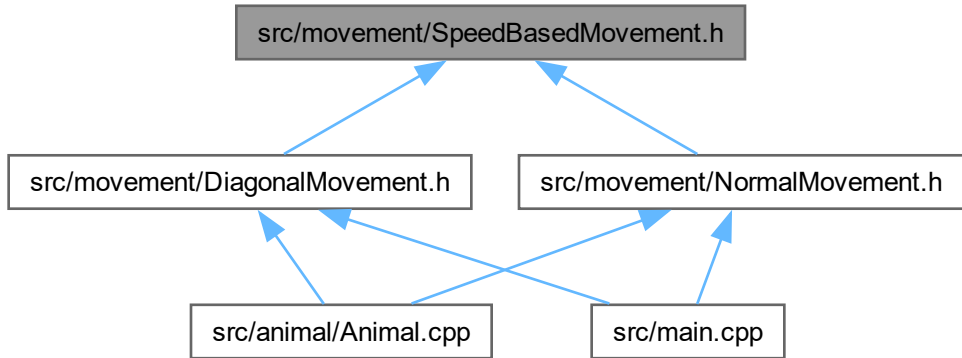 src/movement/SpeedBasedMovement.h
src/movement/DiagonalMovement.h
src/movement/NormalMovement.h
src/animal/Animal.cpp
src/main.cpp